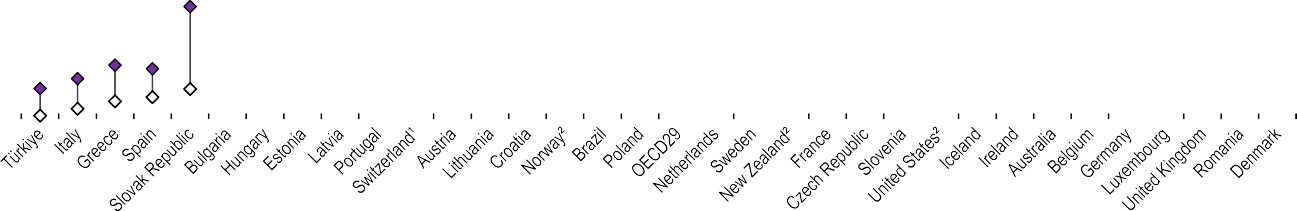 Türkiye
Italy
Greece
Spain
Slovak Republic
Bulgaria
Hungary
Estonia
Latvia
Portugal
Switzerland¹
Austria
Lithuania
Croatia
Norway²
Brazil
Poland
OECD29
Netherlands
Sweden
New Zealand²
France
Czech Republic
Slovenia
United States²
Iceland
Ireland
Australia
Belgium
Germany
Luxembourg
United Kingdom
Romania
Denmark